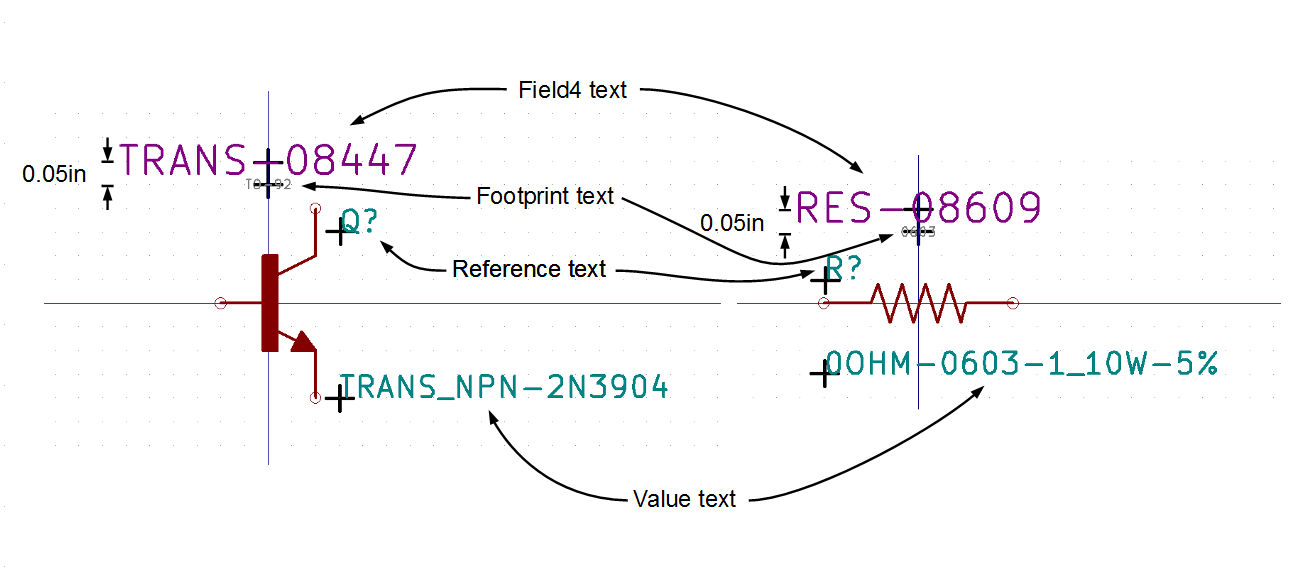 Field4 text
TRANS-08447
0.05in
TO-92
Footprint text
RES-08609
0.05in
0603
Q?
Reference text
R?
0OHM-0603-1_10W-5%
TRANS_NPN-2N3904
Value text